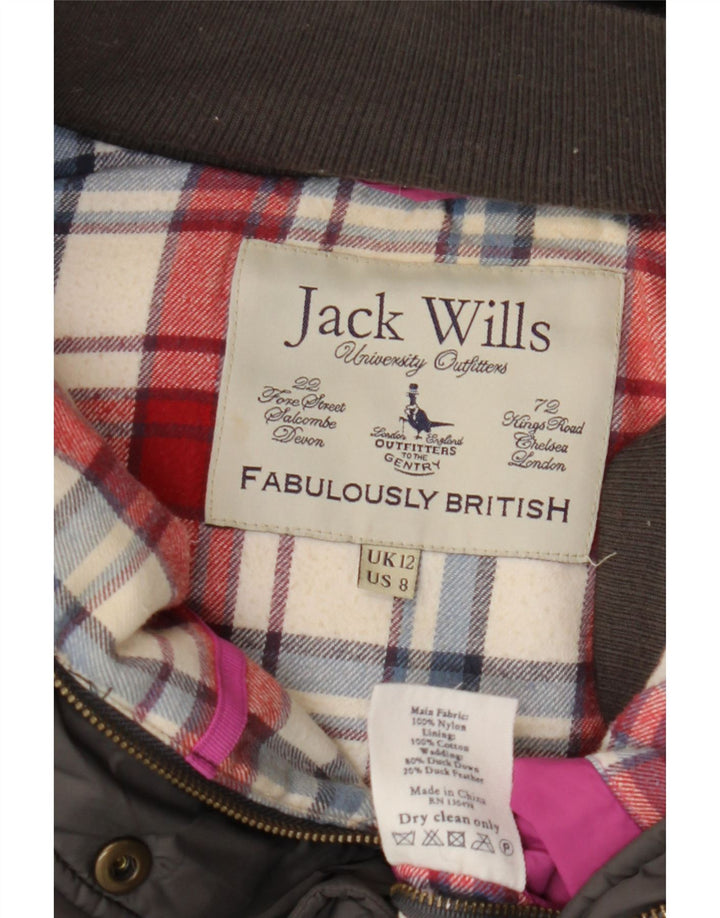 Jack Wills
University Outfitters
22
Fore Street
Salcombe
Devon
London England
OUTFITTERS
TO THE
GENTRY
72
Kings Road
Chelsea
London
FABULOUSLY BRITISH
UK 12
US 8
Main Fabric:
100% Nylon
Lining:
100% Cotton
Wadding:
80% Duck Down
20% Duck Feather
Made in China
RN 130498
Dry clean only
P